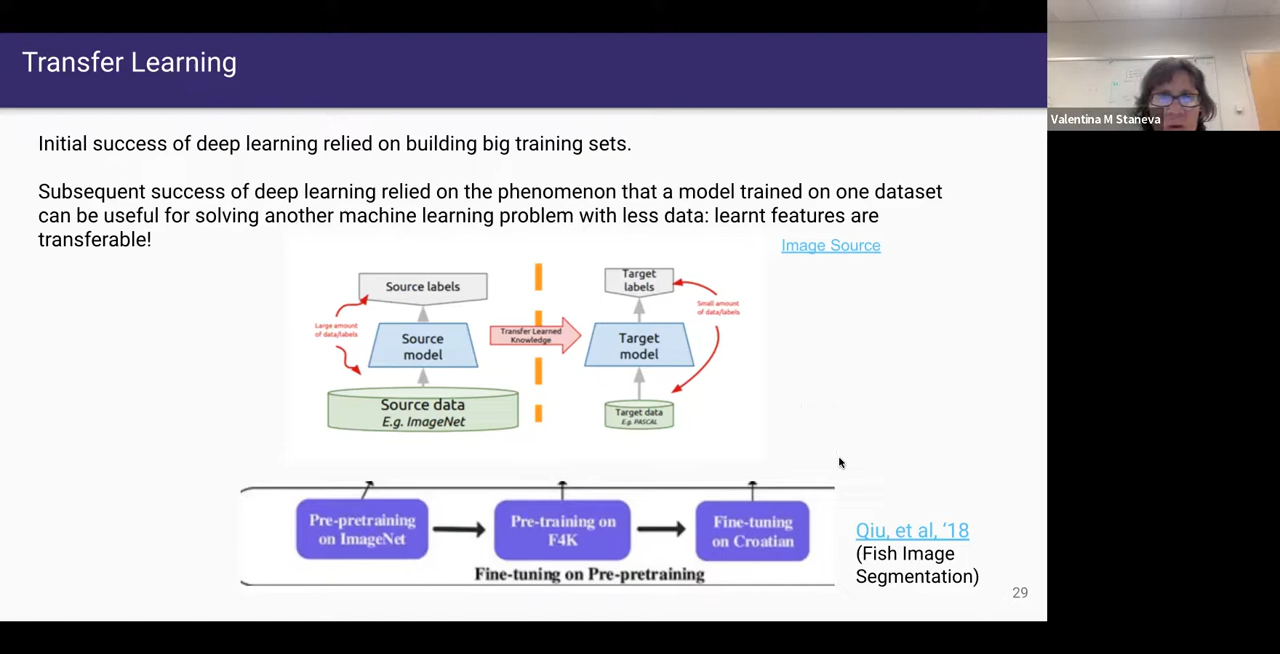 Transfer Learning
Valentina M Staneva
Initial success of deep learning relied on building big training sets.
Subsequent success of deep learning relied on the phenomenon that a model trained on one dataset
can be useful for solving another machine learning problem with less data: learnt features are
transferable!
Image Source
Source labels
Large amount
of data/labels
Source
model
Source data
E.g. ImageNet
Transfer Learned
Knowledge
Target
labels
Small amount
of data/labels
Target
model
Target data
E.g. PASCAL
Pre-pretraining
on ImageNet
Pre-training on
F4K
Fine-tuning
on Croatian
Fine-tuning on Pre-pretraining
Qiu, et al, ‘18
(Fish Image
Segmentation)
29